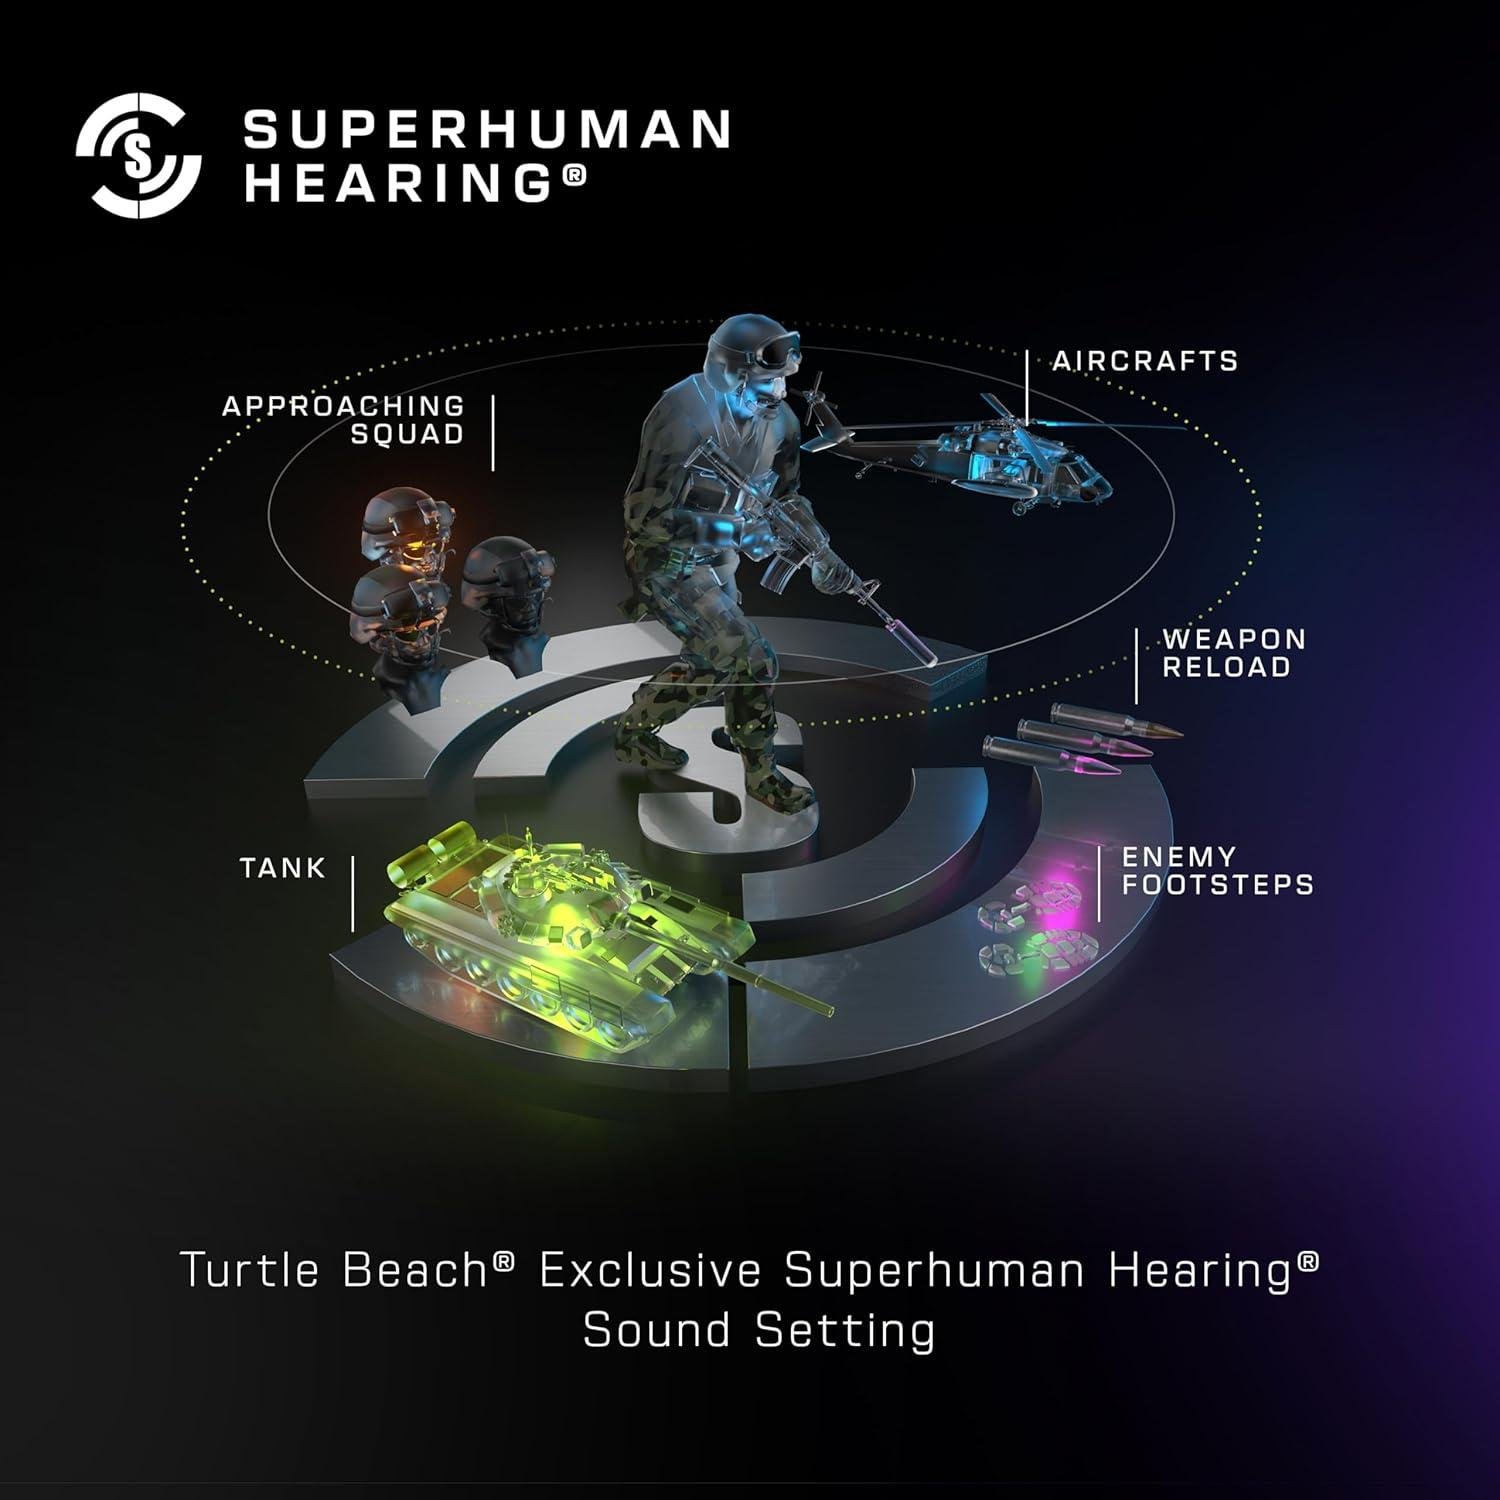 S
SUPERHUMAN
HEARING®
AIRCRAFTS
APPROACHING
SQUAD
WEAPON
RELOAD
S
TANK
ENEMY
FOOTSTEPS
Turtle Beach® Exclusive Superhuman Hearing®
Sound Setting